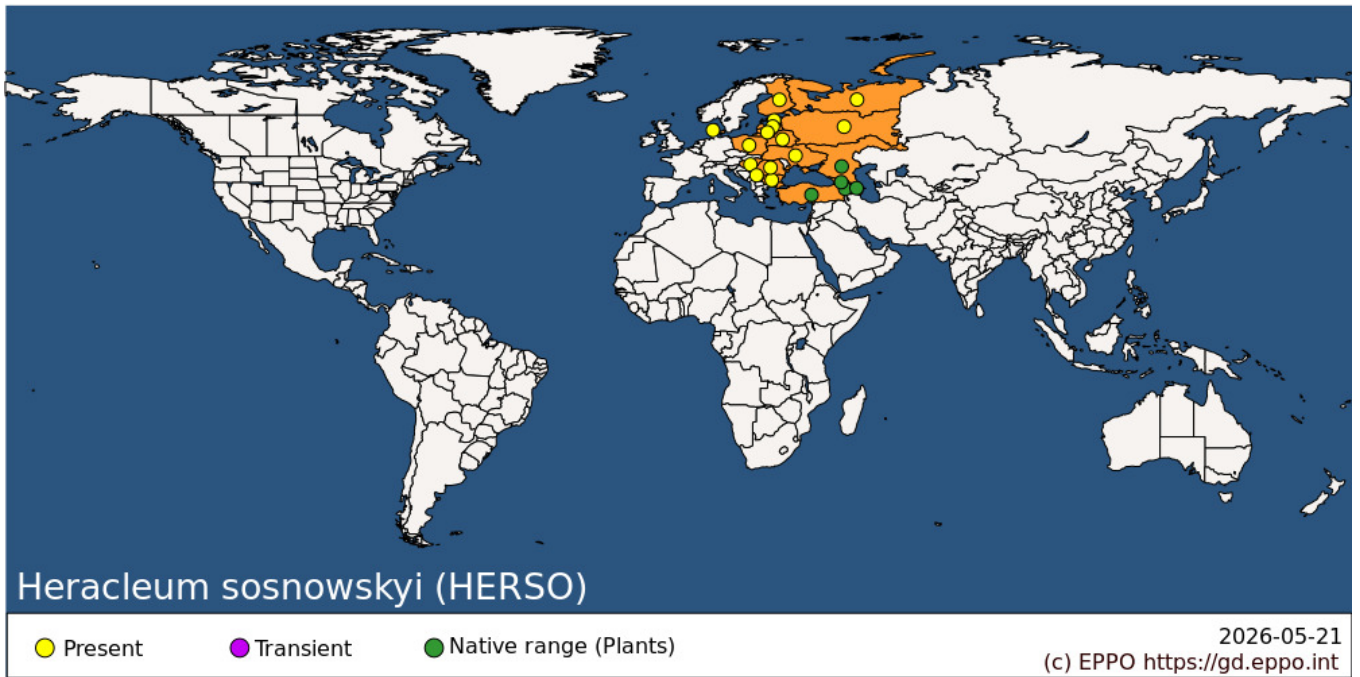 Heracleum sosnowskyi (HERSO)
Present
Transient
Native range (Plants)
2026-05-21
(c) EPPO https://gd.eppo.int